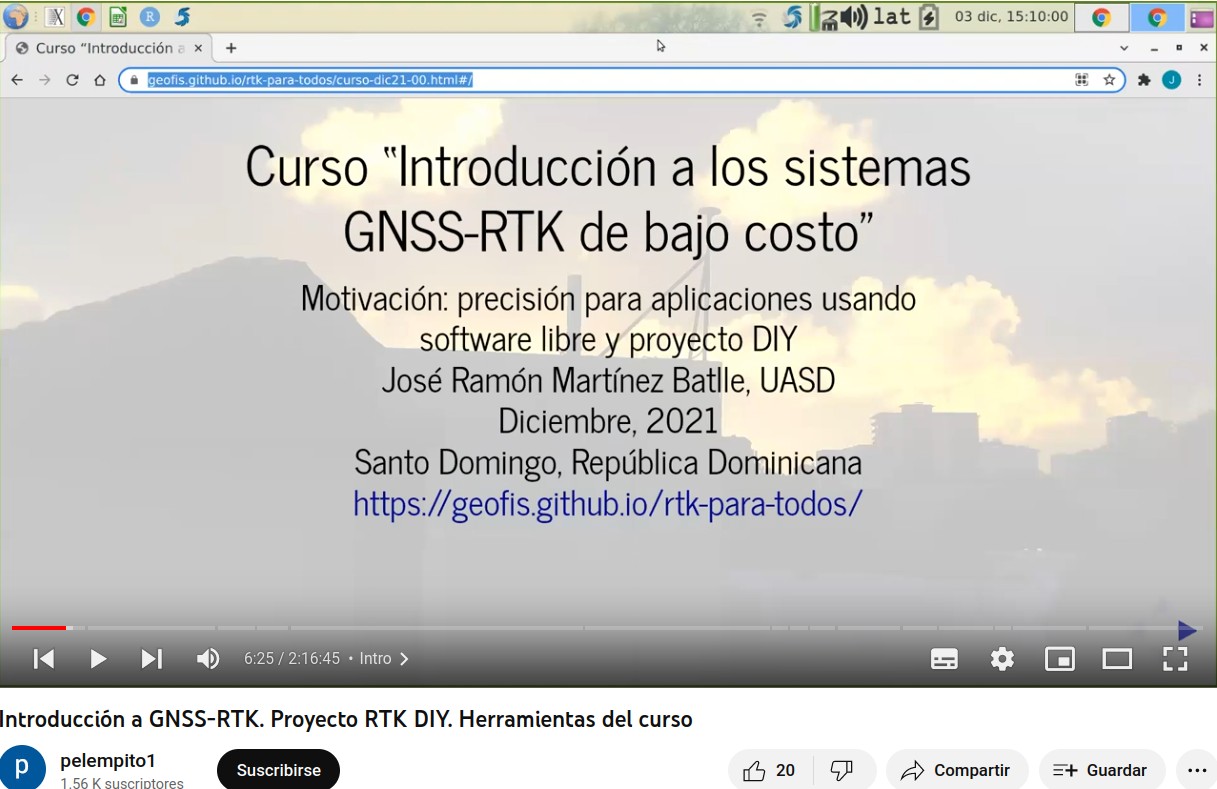 lat 03 dic, 15:10:00
Curso “Introducción a
geofis.github.io/rtk-para-todos/curso-dic21-00.html#/
J
Curso “Introducción a los sistemas
GNSS-RTK de bajo costo”
Motivación: precisión para aplicaciones usando
software libre y proyecto DIY
José Ramón Martínez Batlle, UASD
Diciembre, 2021
Santo Domingo, República Dominicana
https://geofis.github.io/rtk-para-todos/
6:25 / 2:16:45 • Intro
Introducción a GNSS-RTK. Proyecto RTK DIY. Herramientas del curso
p
pelempito1
1.56 K suscriptores
Suscribirse
20
Compartir
Guardar